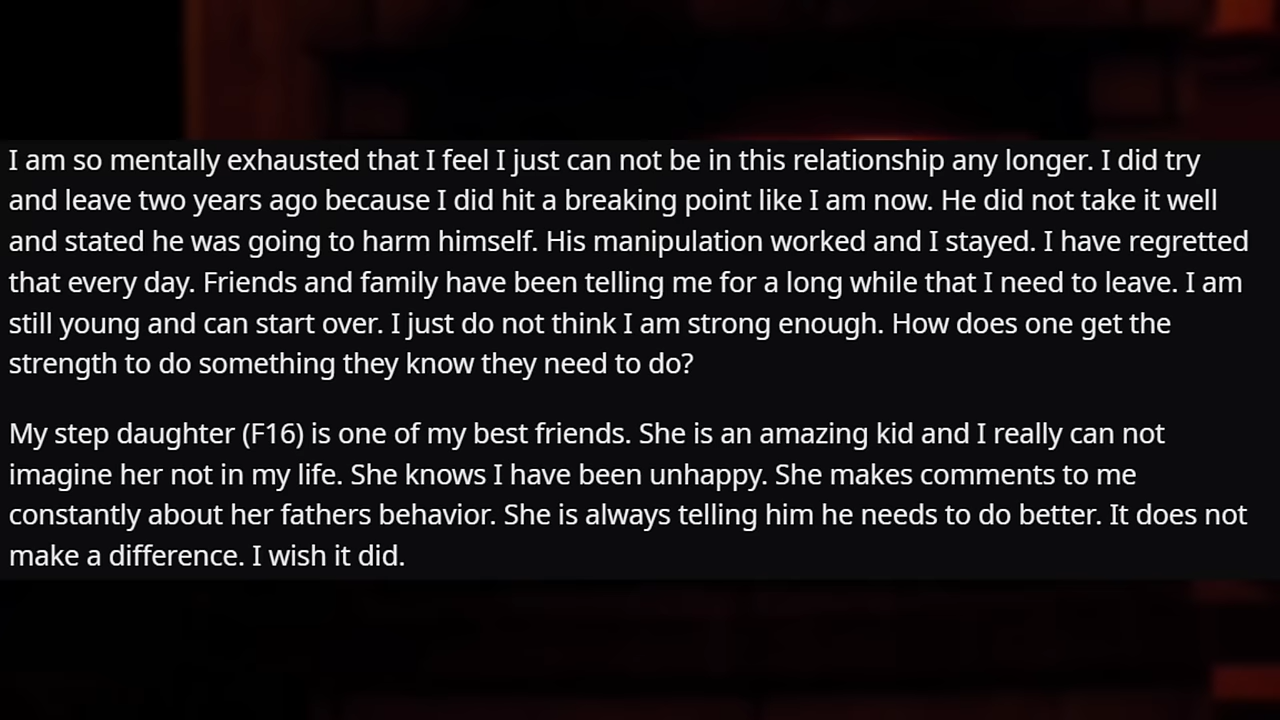 I am so mentally exhausted that I feel I just can not be in this relationship any longer. I did try
and leave two years ago because I did hit a breaking point like I am now. He did not take it well
and stated he was going to harm himself. His manipulation worked and I stayed. I have regretted
that every day. Friends and family have been telling me for a long while that I need to leave. I am
still young and can start over. I just do not think I am strong enough. How does one get the
strength to do something they know they need to do?
My step daughter (F16) is one of my best friends. She is an amazing kid and I really can not
imagine her not in my life. She knows I have been unhappy. She makes comments to me
constantly about her fathers behavior. She is always telling him he needs to do better. It does not
make a difference. I wish it did.